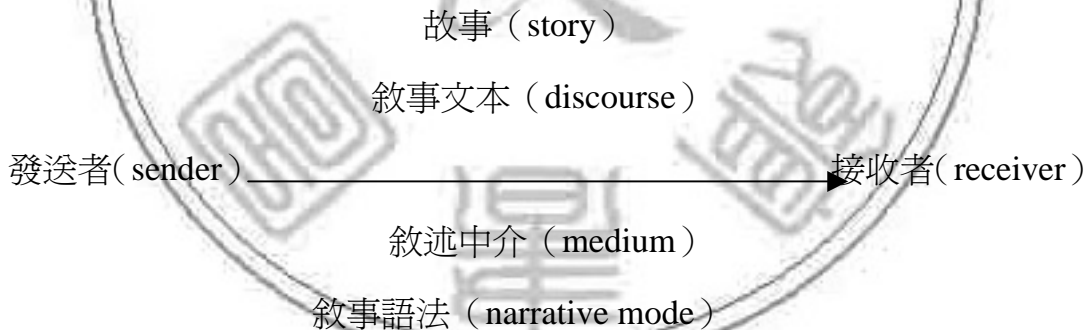 故事（story）
敘事文本（discourse）
發送者(sender) 接收者(receiver)
敘述中介（medium）
敘事語法（narrative mode）